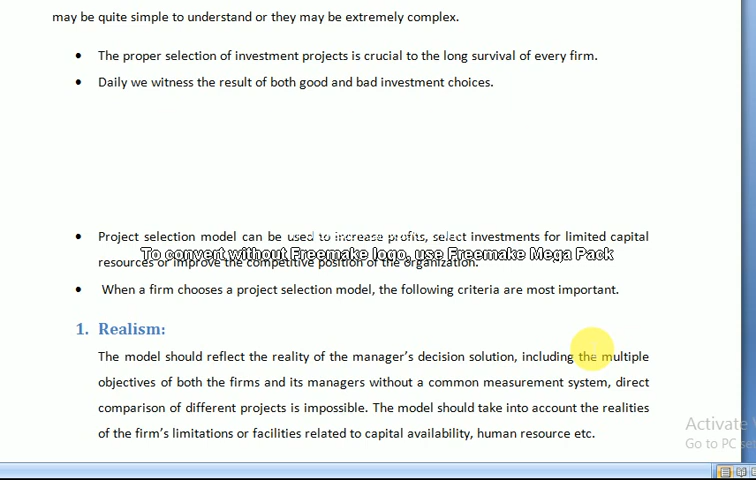 may be quite simple to understand or they may be extremely complex.
• The proper selection of investment projects is crucial to the long survival of every firm.
• Daily we witness the result of both good and bad investment choices.
• Project selection model can be used to increase profits, select investments for limited capital
To convert without Freemake logo, use Freemake Mega Pack
resources or improve the competitive position of the organization.
• When a firm chooses a project selection model, the following criteria are most important.
1. Realism:
The model should reflect the reality of the manager's decision solution, including the multiple
objectives of both the firms and its managers without a common measurement system, direct
comparison of different projects is impossible. The model should take into account the realities
Activate
of the firm's limitations or facilities related to capital availability, human resource etc.
Go to PC